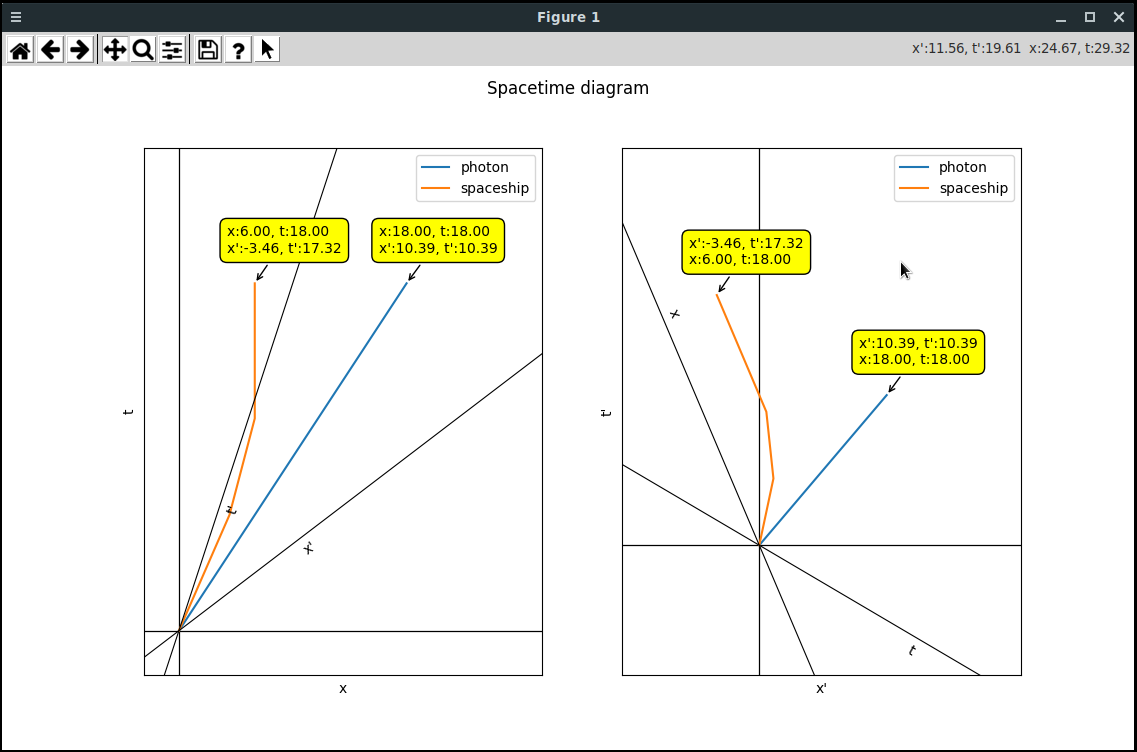 Figure 1
x':11.56, t':19.61 x:24.67, t:29.32
Spacetime diagram
photon
spaceship
x:6.00, t:18.00
x':-3.46, t':17.32
x:18.00, t:18.00
x':10.39, t':10.39
t
t'
x'
x
photon
spaceship
x':-3.46, t':17.32
x:6.00, t:18.00
x
x':10.39, t':10.39
x:18.00, t:18.00
t'
t
x'